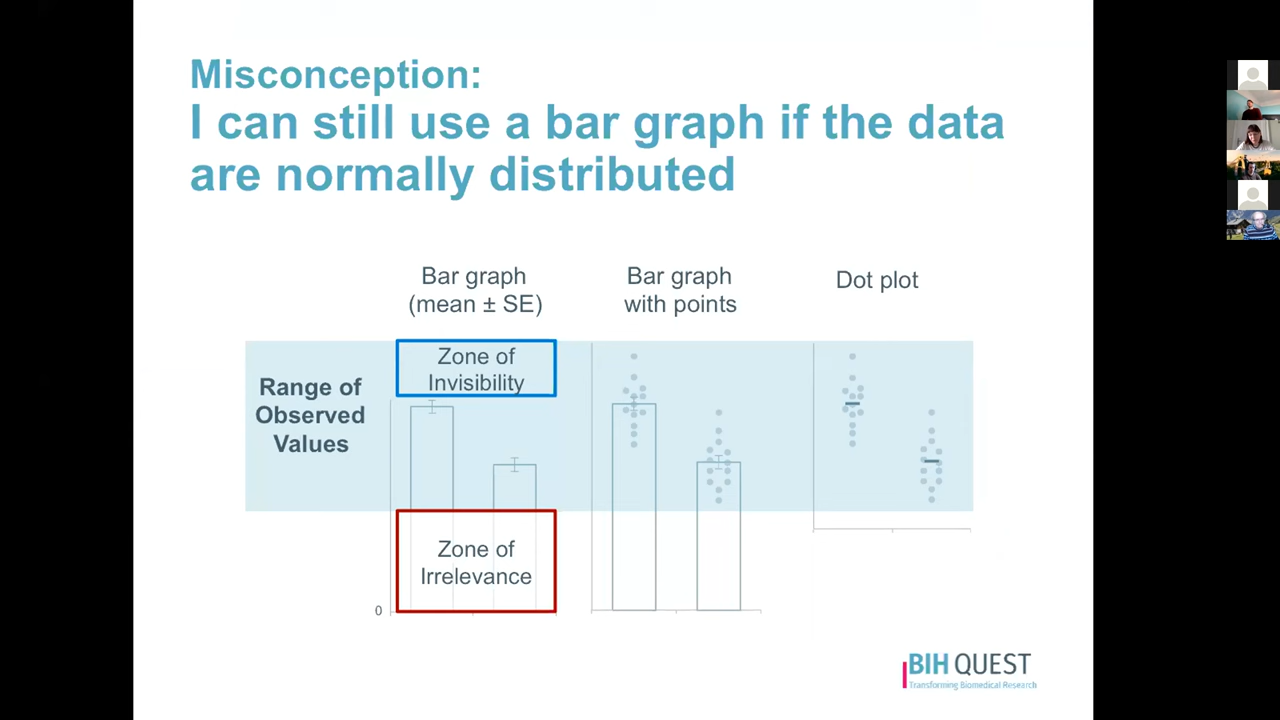 Misconception:
I can still use a bar graph if the data
are normally distributed
Bar graph
(mean ± SE)
Bar graph
with points
Dot plot
Zone of
Invisibility
Range of
Observed
Values
Zone of
Irrelevance
0
BIH QUEST
Transforming Biomedical Research